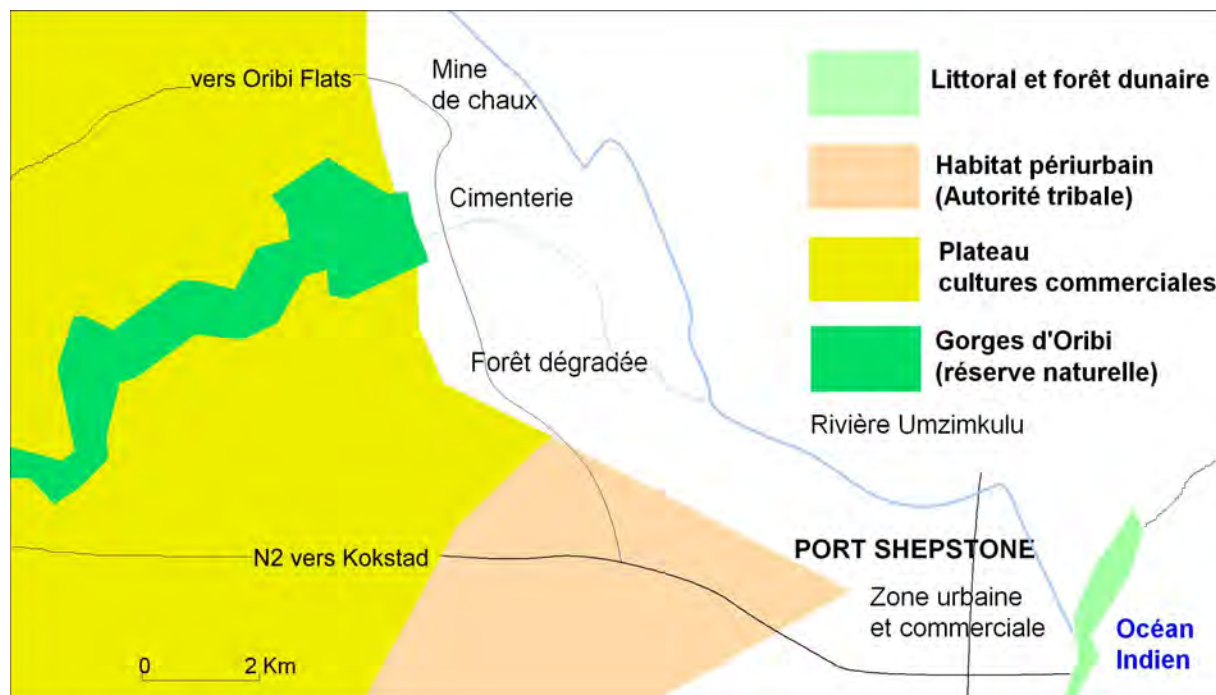 vers Oribi Flats
Mine
de chaux
Cimenterie
Forêt dégradée
Rivière Umzimkulu
N2 vers Kokstad
PORT SHEPSTONE
Zone urbaine
et commerciale
Océan
Indien
0 2 Km
Littoral et forêt dunaire
Habitat périurbain
(Autorité tribale)
Plateau
cultures commerciales
Gorges d'Oribi
(réserve naturelle)